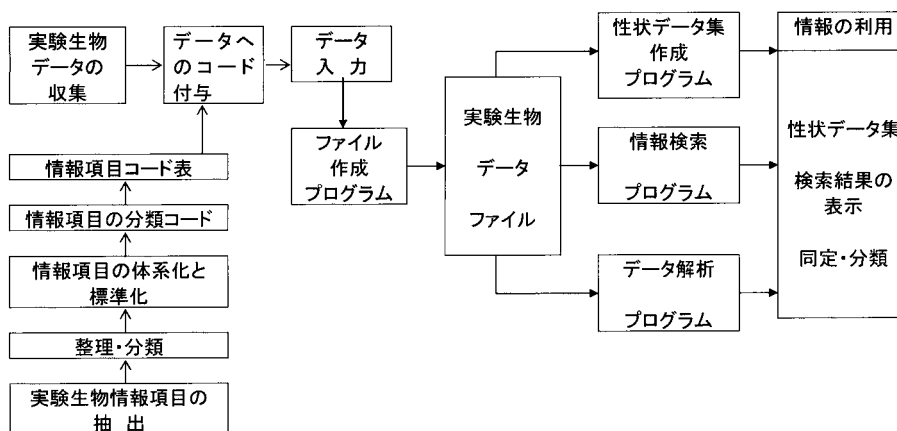 実験生物
データの
収集
データへ
のコード
付与
データ
入 力
ファイル
作成
プログラム
情報項目コード表
情報項目の分類コード
情報項目の体系化と
標準化
整理・分類
実験生物情報項目の
抽 出
実験生物
データ
ファイル
性状データ集
作成
プログラム
情報検索
プログラム
データ解析
プログラム
情報の利用
性状データ集
検索結果の
表示
同定・分類